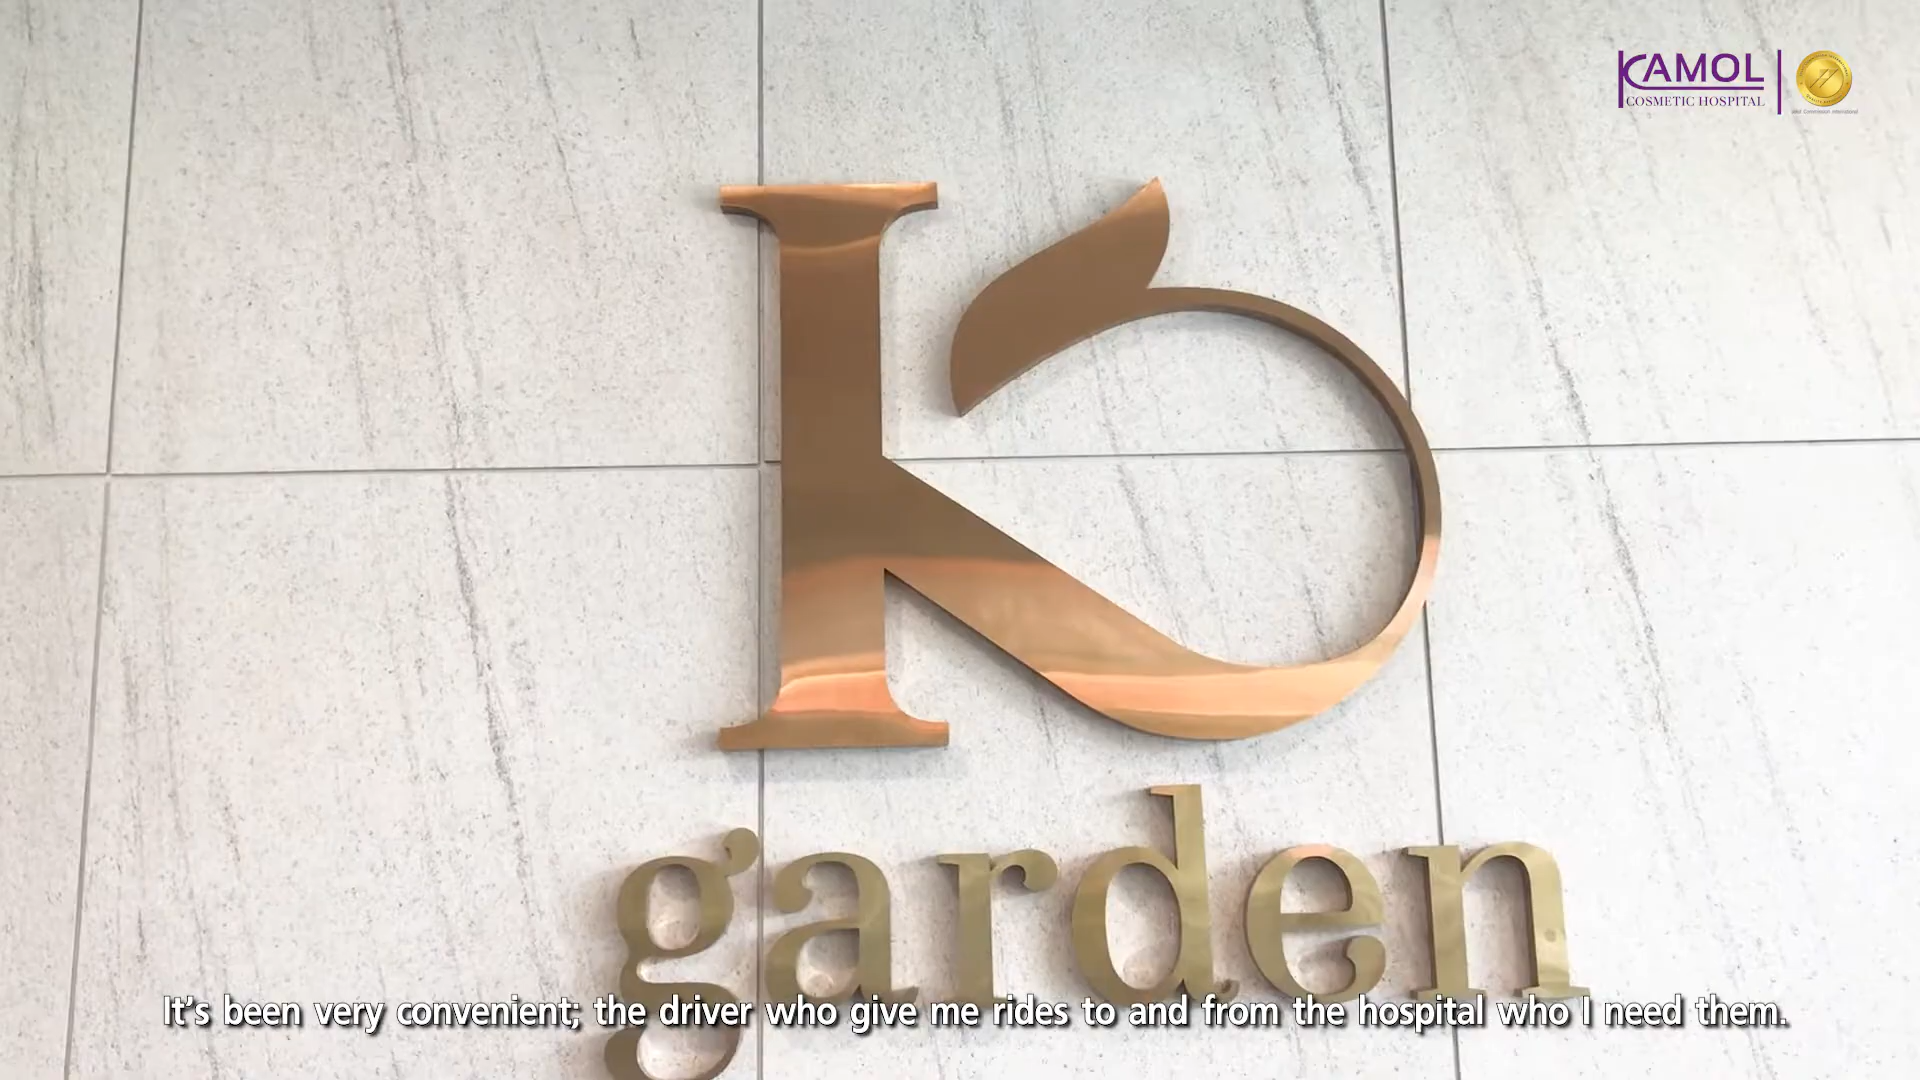 KAMOL
COSMETIC HOSPITAL
K
garden
It's been very convenient; the driver who give me rides to and from the hospital who I need them.